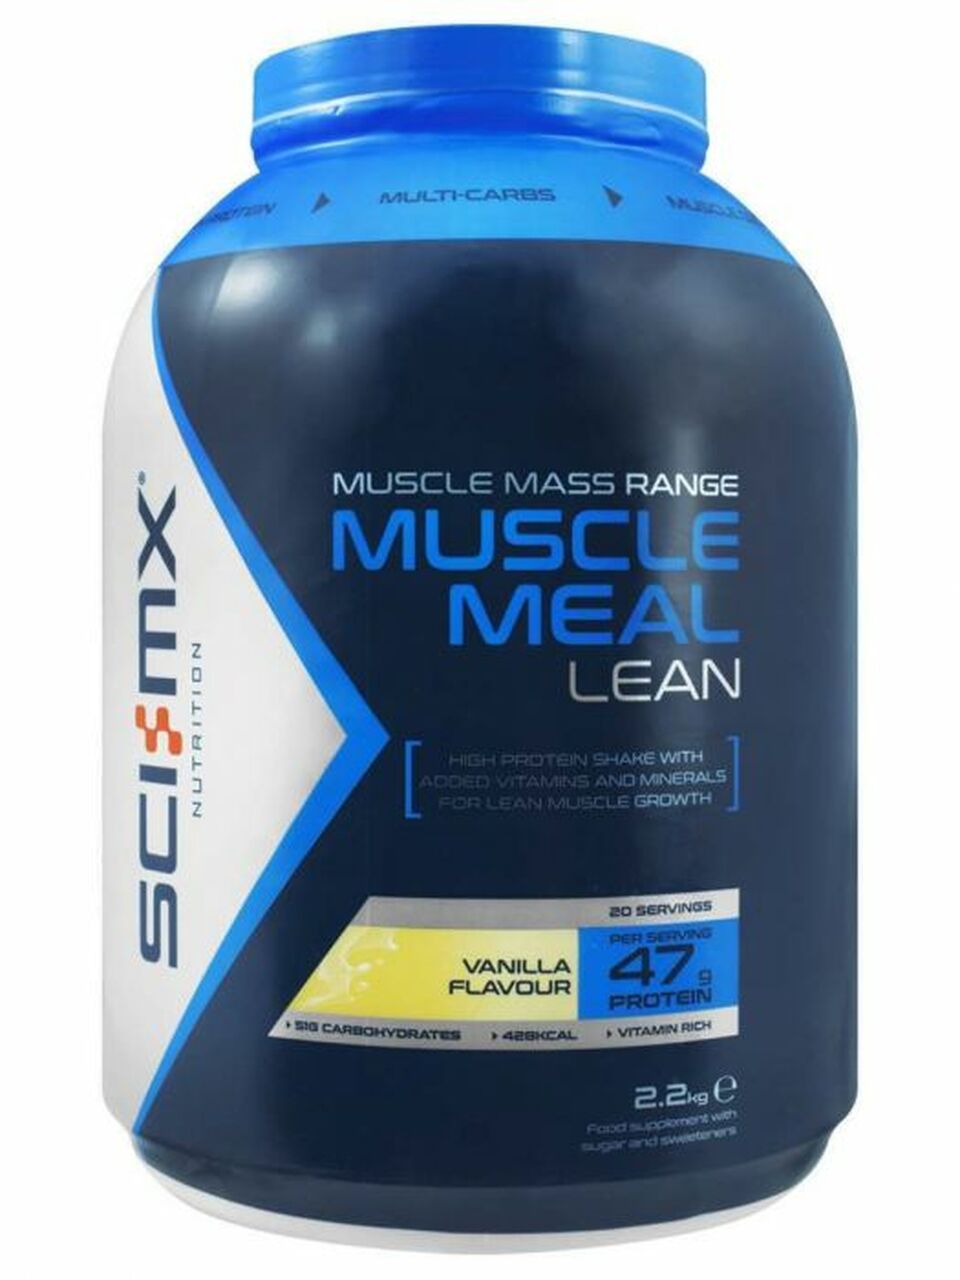 MULTI-CARBS
SCI-MX®
NUTRITION
MUSCLE MASS RANGE
MUSCLE
MEAL
LEAN
HIGH PROTEIN SHAKE WITH
ADDED VITAMINS AND MINERALS
FOR LEAN MUSCLE GROWTH
20 SERVINGS
VANILLA
FLAVOUR
PER SERVING
47g
PROTEIN
51G CARBOHYDRATES 428KCAL VITAMIN RICH
2.2kg ℮
Food supplement with
sugar and sweeteners